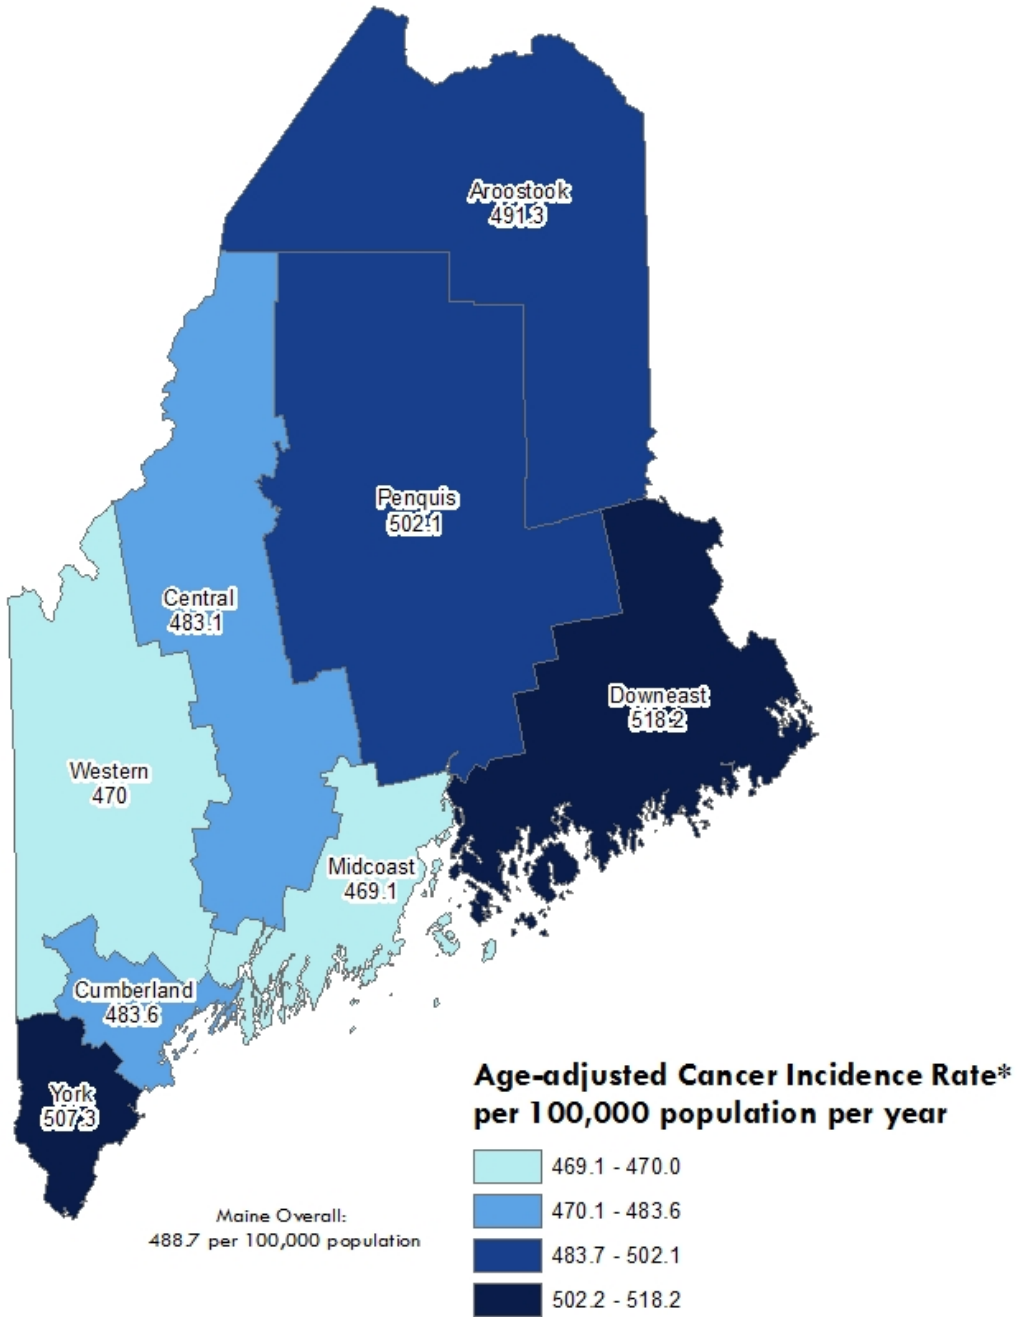 Aroostook
491.3
Penquis
502.1
Central
483.1
Downeast
518.2
Western
470
Midcoast
469.1
Cumberland
483.6
York
507.3
Age-adjusted Cancer Incidence Rate*
per 100,000 population per year
469.1 - 470.0
470.1 - 483.6
483.7 - 502.1
502.2 - 518.2
Maine Overall:
488.7 per 100,000 population